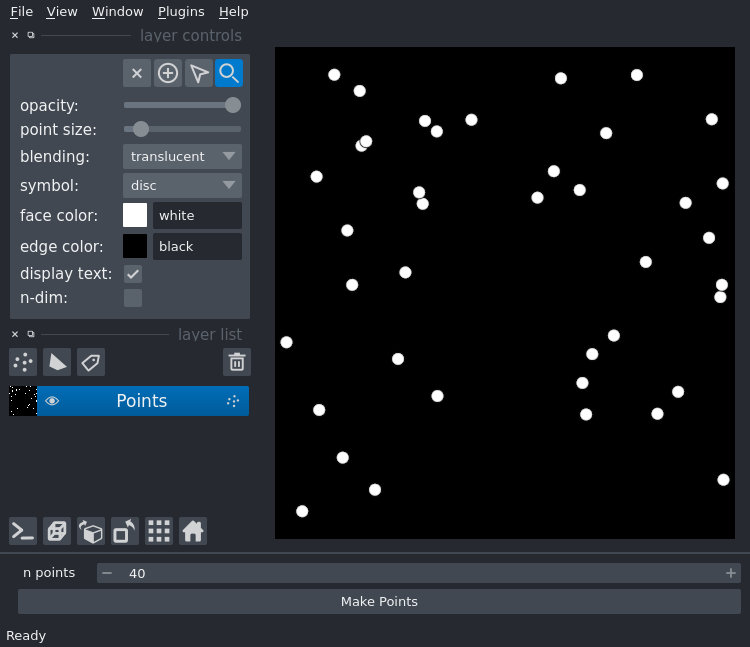 File View Window Plugins Help
layer controls
opacity:
point size:
blending: translucent
symbol: disc
face color: white
edge color: black
display text:
n-dim:
layer list
Points
n points 40
Make Points
Ready